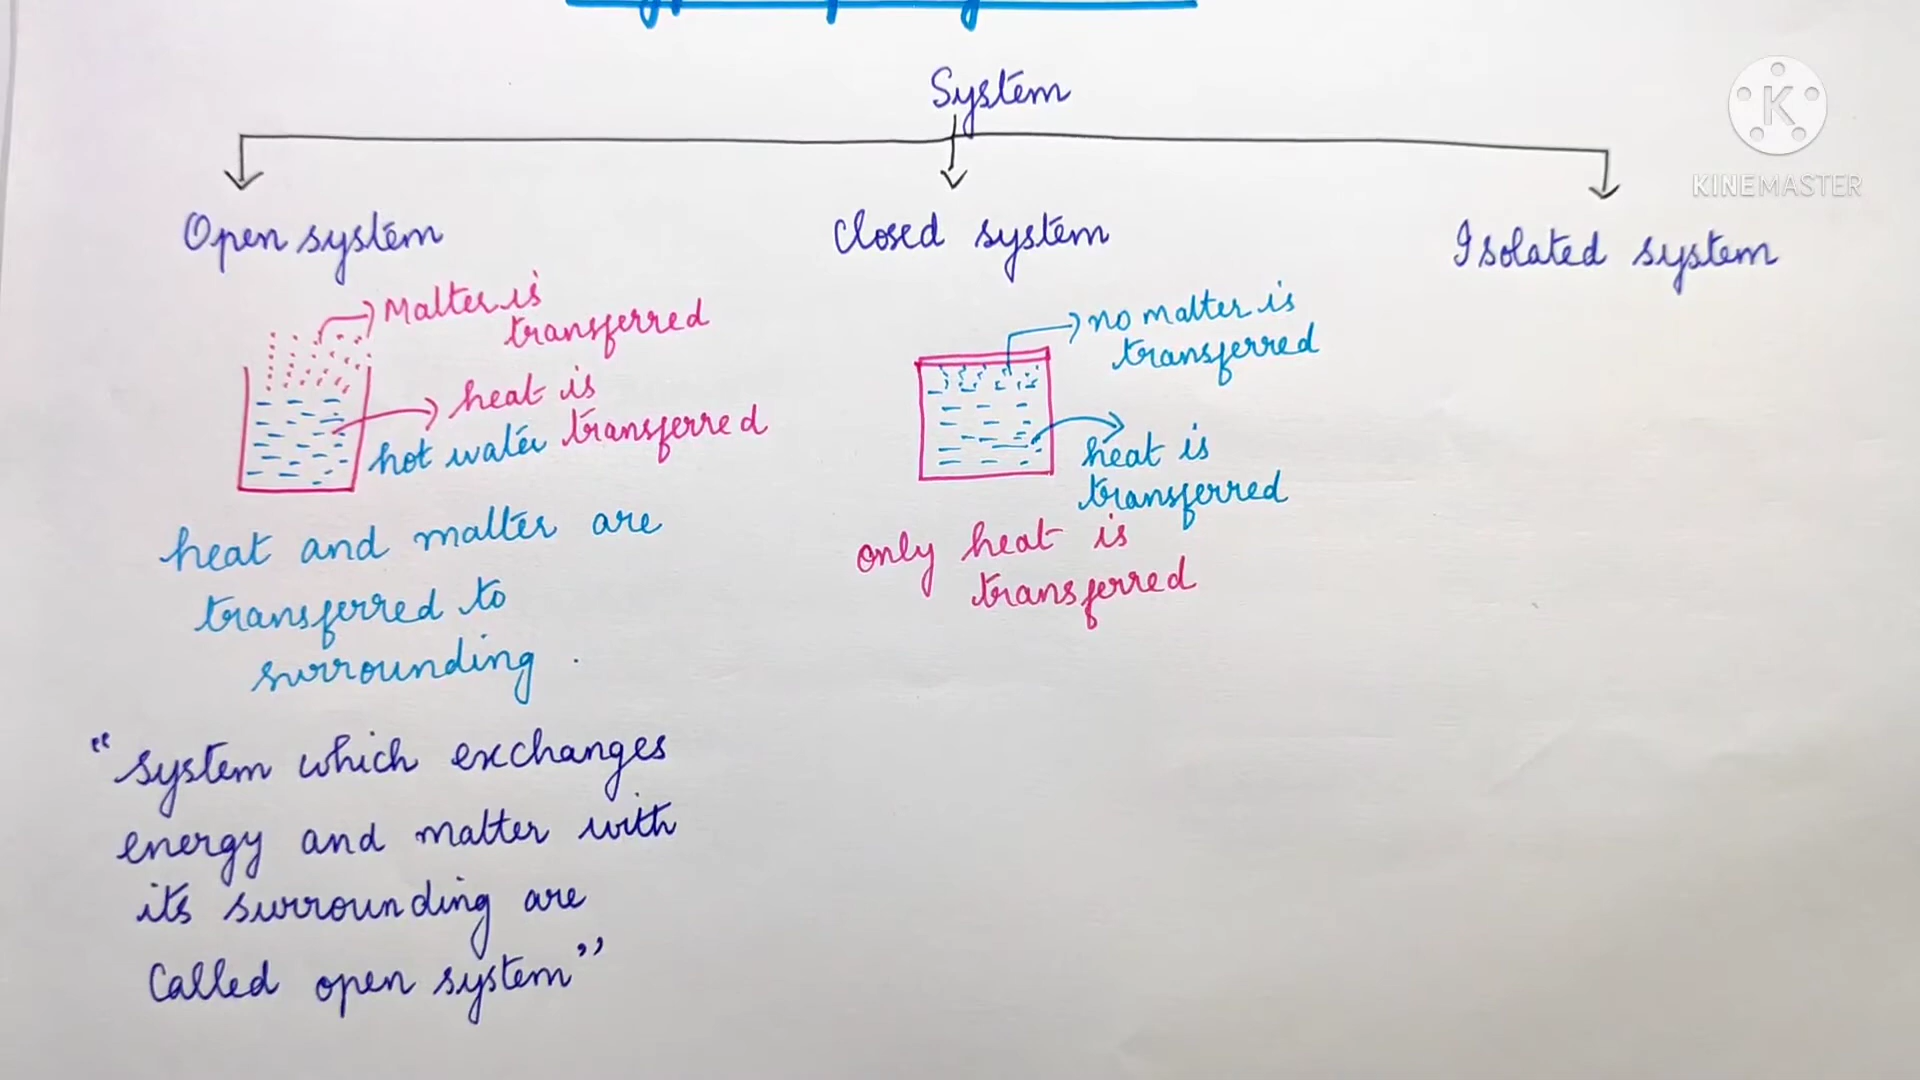 System
Open system
Closed system
Isolated system
Matter is
transferred
heat is
transferred
hot water
heat and matter are
transferred to
surrounding .
"system which exchanges
energy and matter with
its surrounding are
Called open system"
no matter is
transferred
heat is
transferred
only heat is
transferred
KINEMASTER
K